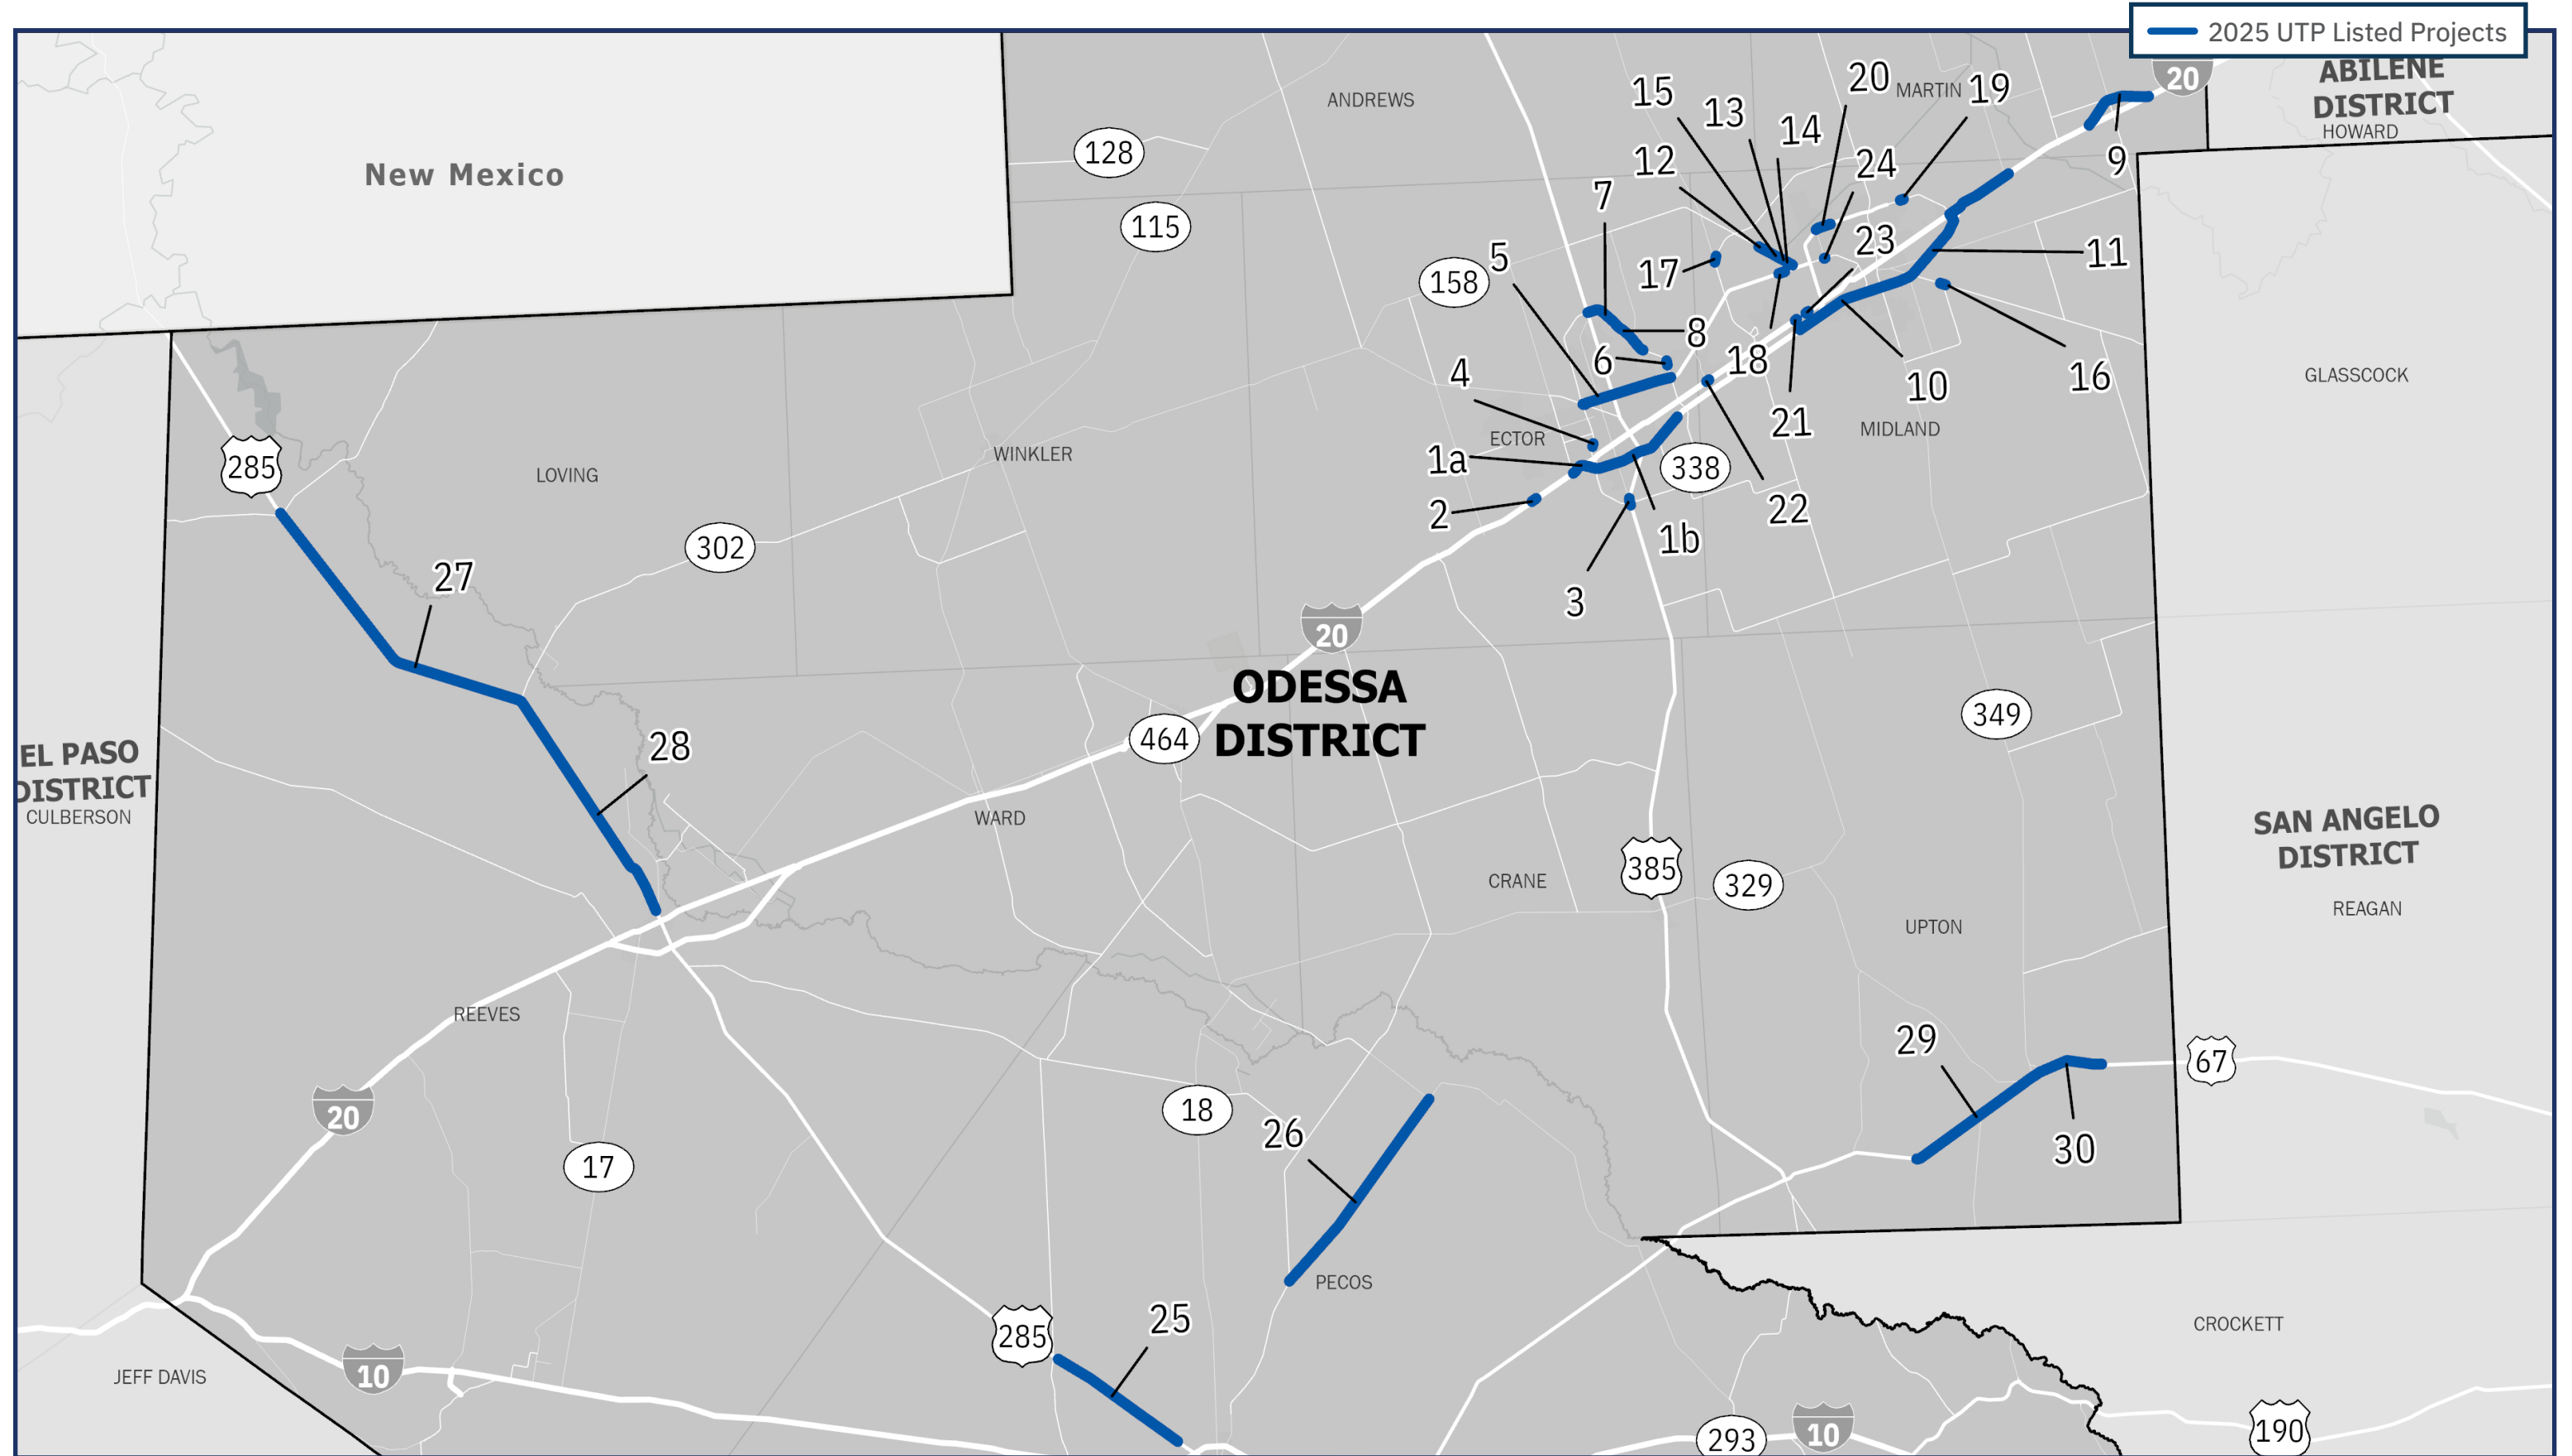 2025 UTP Listed Projects
20
ABILENE
DISTRICT
HOWARD
MARTIN
ANDREWS
20
19
15
13
14
12
24
9
128
New Mexico
7
115
23
5
17
11
158
8
18
6
4
10
16
GLASSCOCK
21
MIDLAND
ECTOR
1a
338
WINKLER
285
LOVING
2
22
1b
302
27
3
20
ODESSA
DISTRICT
349
464
28
EL PASO
DISTRICT
CULBERSON
WARD
SAN ANGELO
DISTRICT
385
CRANE
329
REAGAN
UPTON
REEVES
29
67
20
18
26
30
17
PECOS
25
285
CROCKETT
10
JEFF DAVIS
293
10
190